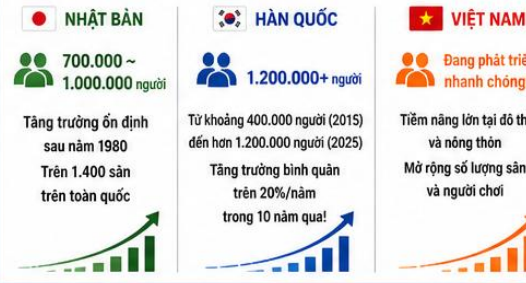 NHẬT BẢN
700.000 ~
1.000.000 người
Tăng trưởng ổn định
sau năm 1980
Trên 1.400 sân
trên toàn quốc
HÀN QUỐC
1.200.000+ người
Từ khoảng 400.000 người (2015)
đến hơn 1.200.000 người (2025)
Tăng trưởng bình quân
trên 20%/năm
trong 10 năm qua!
VIỆT NAM
Đang phát triể
nhanh chóng
Tiềm năng lớn tại đô th
và nông thôn
Mở rộng số lượng sân
và người chơi